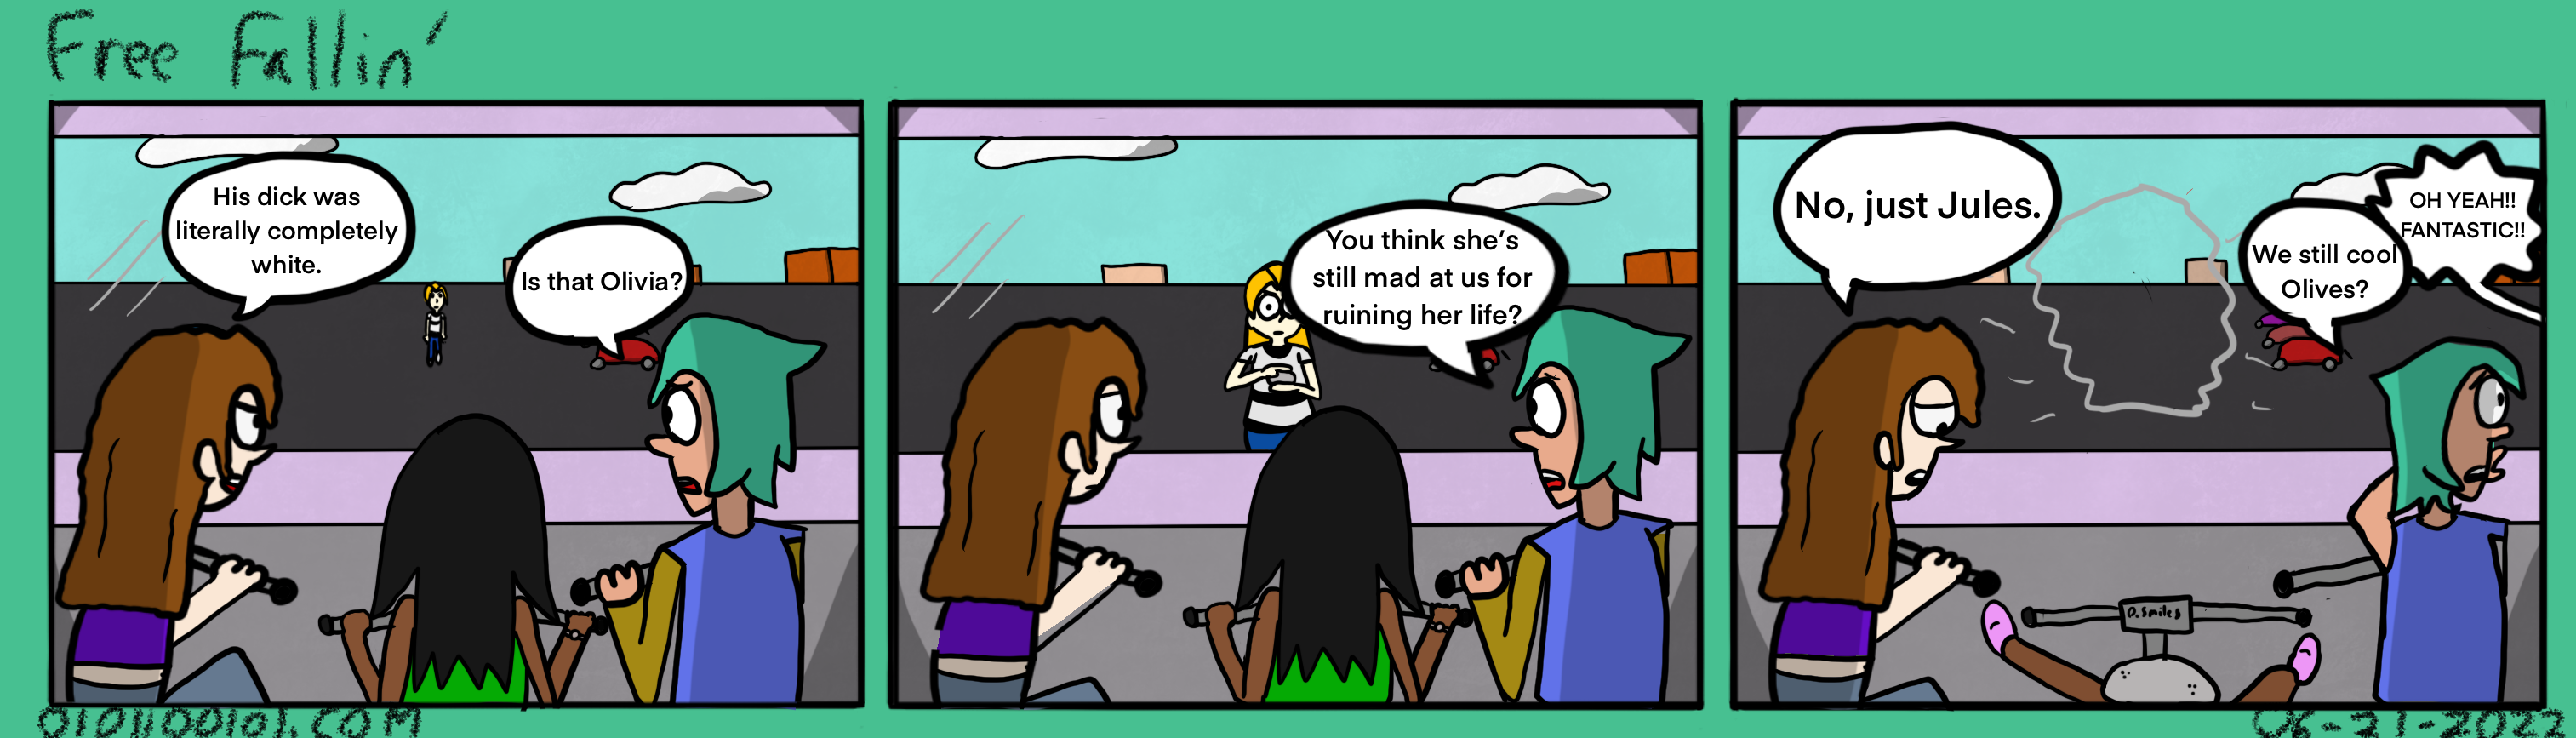 Free Fallin'
His dick was
literally completely
white.
Is that Olivia?
You think she's
still mad at us for
ruining her life?
No, just Jules.
OH YEAH!!
FANTASTIC!!
We still cool
Olives?
D.Smiles
0101100101.COM
06-21-2022